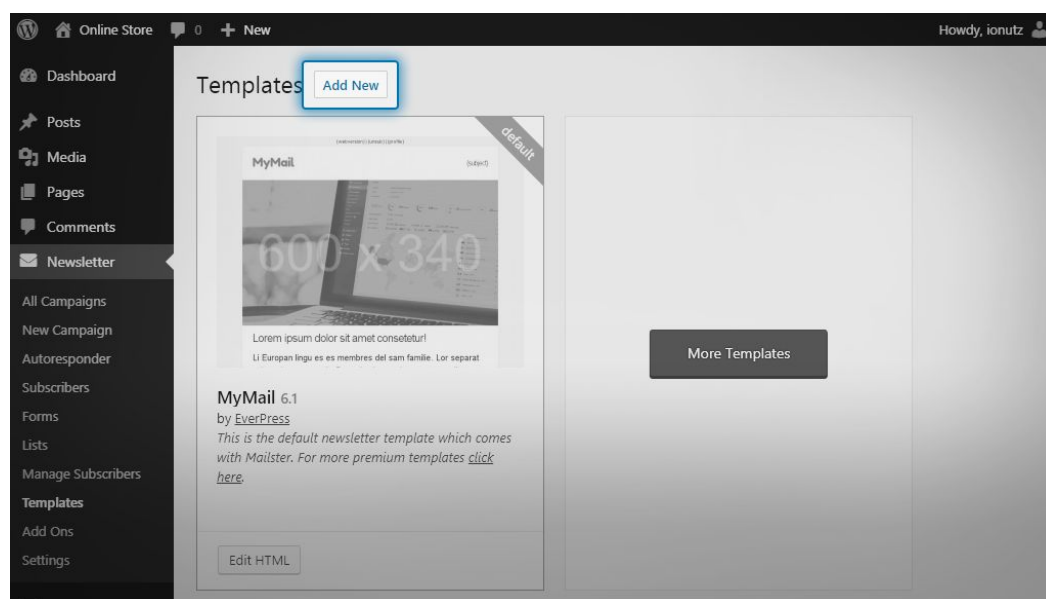 Online Store 0 + New Howdy, ionutz
Dashboard
Posts
Media
Pages
Comments
Newsletter
All Campaigns
New Campaign
Autoresponder
Subscribers
Forms
Lists
Manage Subscribers
Templates
Add Ons
Settings
Templates Add New
default
MyMail {subject}
600 x 340
Lorem ipsum dolor sit amet consetetur!
Li Europan lingu es es membres del sam familie. Lor separat
MyMail 6.1
by EverPress
This is the default newsletter template which comes
with Mailster. For more premium templates click
here.
Edit HTML
More Templates